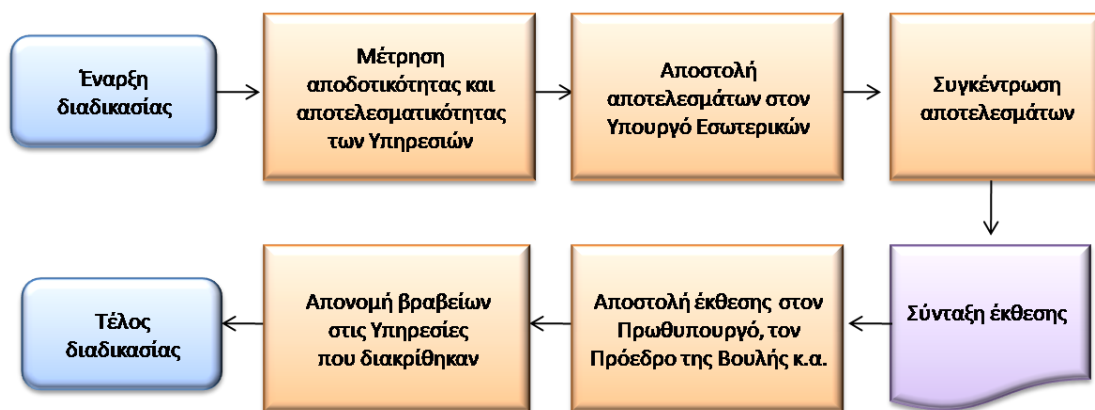 Έναρξη
διαδικασίας
Μέτρηση
αποδοτικότητας και
αποτελεσματικότητας
των Υπηρεσιών
Αποστολή
αποτελεσμάτων στον
Υπουργό Εσωτερικών
Συγκέντρωση
αποτελεσμάτων
Σύνταξη έκθεσης
Αποστολή έκθεσης στον
Πρωθυπουργό, τον
Πρόεδρο της Βουλής κ.α.
Απονομή βραβείων
στις Υπηρεσίες
που διακρίθηκαν
Τέλος
διαδικασίας